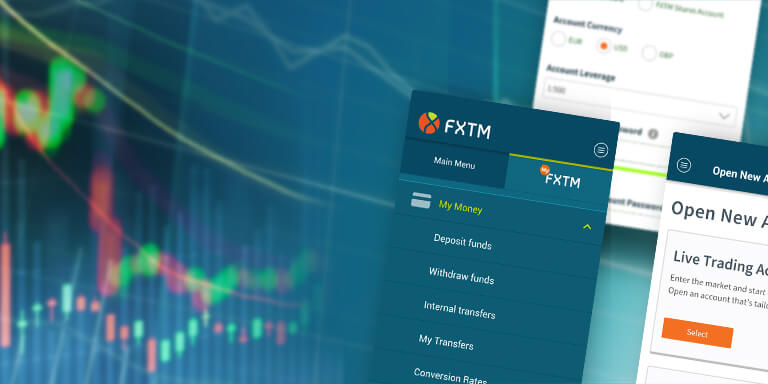 FXTM Shares Account
Account Currency
EUR
USD
GBP
Account Leverage
1:500
FXTM
Main Menu
My
FXTM
My Money
Deposit funds
Withdraw funds
Internal transfers
My Transfers
Conversion Rates
Open New A
Open New A
Live Trading Ac
Enter the market and start
Open an account that's tailo
Select